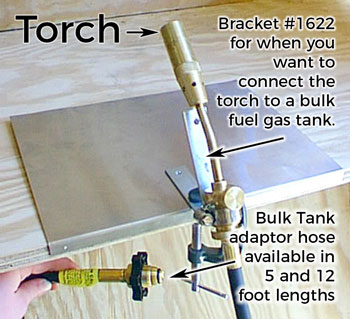 Torch
Bracket #1622
for when you
want to
connect the
torch to a bulk
fuel gas tank.
Bulk Tank
adaptor hose
available in
5 and 12
foot lengths